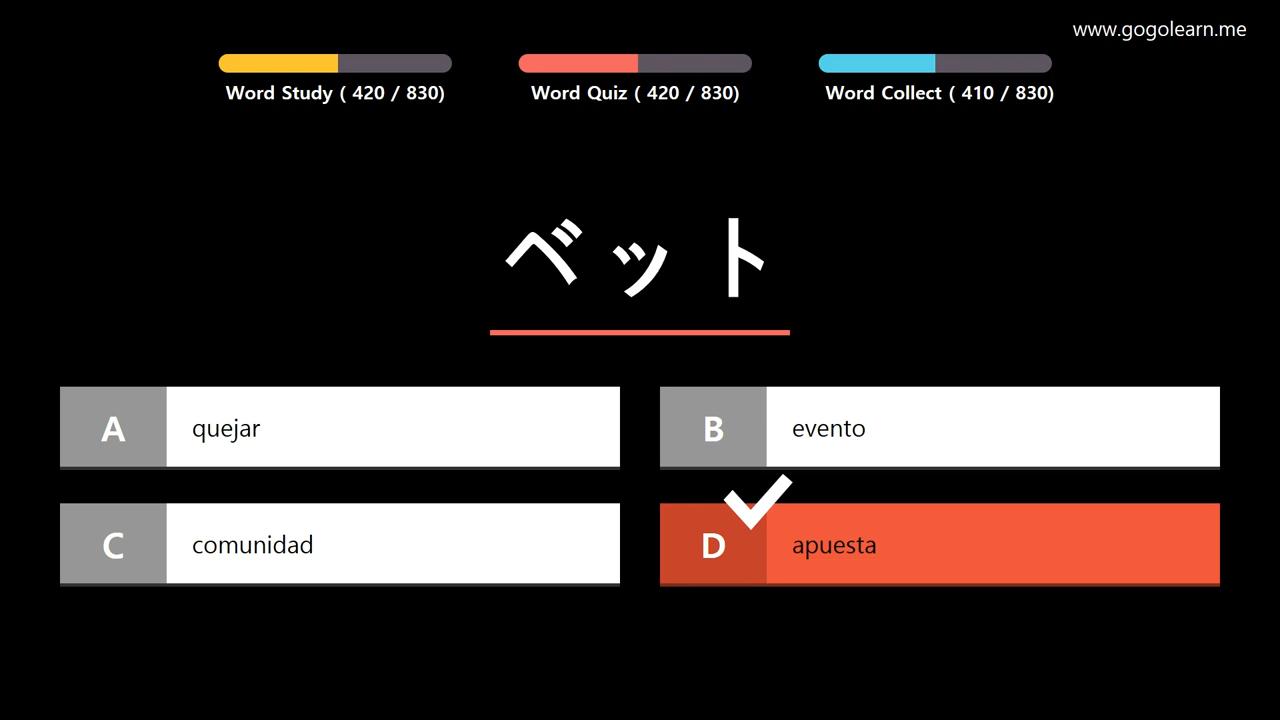 www.gogolearn.me
Word Study ( 420 / 830)
Word Quiz ( 420 / 830)
Word Collect ( 410 / 830)
ベット
A quejar
B evento
C comunidad
D apuesta